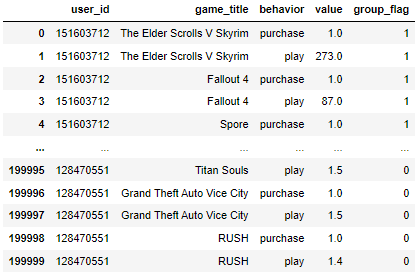 user_id game_title behavior value group_flag
0 151603712 The Elder Scrolls V Skyrim purchase 1.0 1
1 151603712 The Elder Scrolls V Skyrim play 273.0 1
2 151603712 Fallout 4 purchase 1.0 1
3 151603712 Fallout 4 play 87.0 1
4 151603712 Spore purchase 1.0 1
... ... ... ... ... ...
199995 128470551 Titan Souls play 1.5 0
199996 128470551 Grand Theft Auto Vice City purchase 1.0 0
199997 128470551 Grand Theft Auto Vice City play 1.5 0
199998 128470551 RUSH purchase 1.0 0
199999 128470551 RUSH play 1.4 0